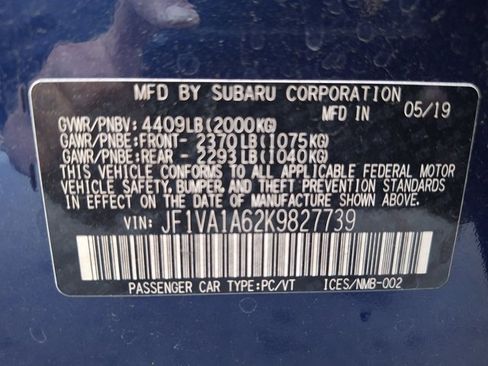 MFD BY SUBARU CORPORATION
MFD IN 05/19
GVWR/PNBV: 4409LB(2000KG)
GAWR/PNBE:FRONT- 2370LB(1075KG)
GAWR/PNBE:REAR - 2293LB(1040KG)
THIS VEHICLE CONFORMS TO ALL APPLICABLE FEDERAL MOTOR
VEHICLE SAFETY, BUMPER, AND THEFT PREVENTION STANDARDS
IN EFFECT ON THE DATE OF MANUFACTURE SHOWN ABOVE.
VIN: JF1VA1A62K9827739
PASSENGER CAR TYPE:PC/VT ICES/NMB-002